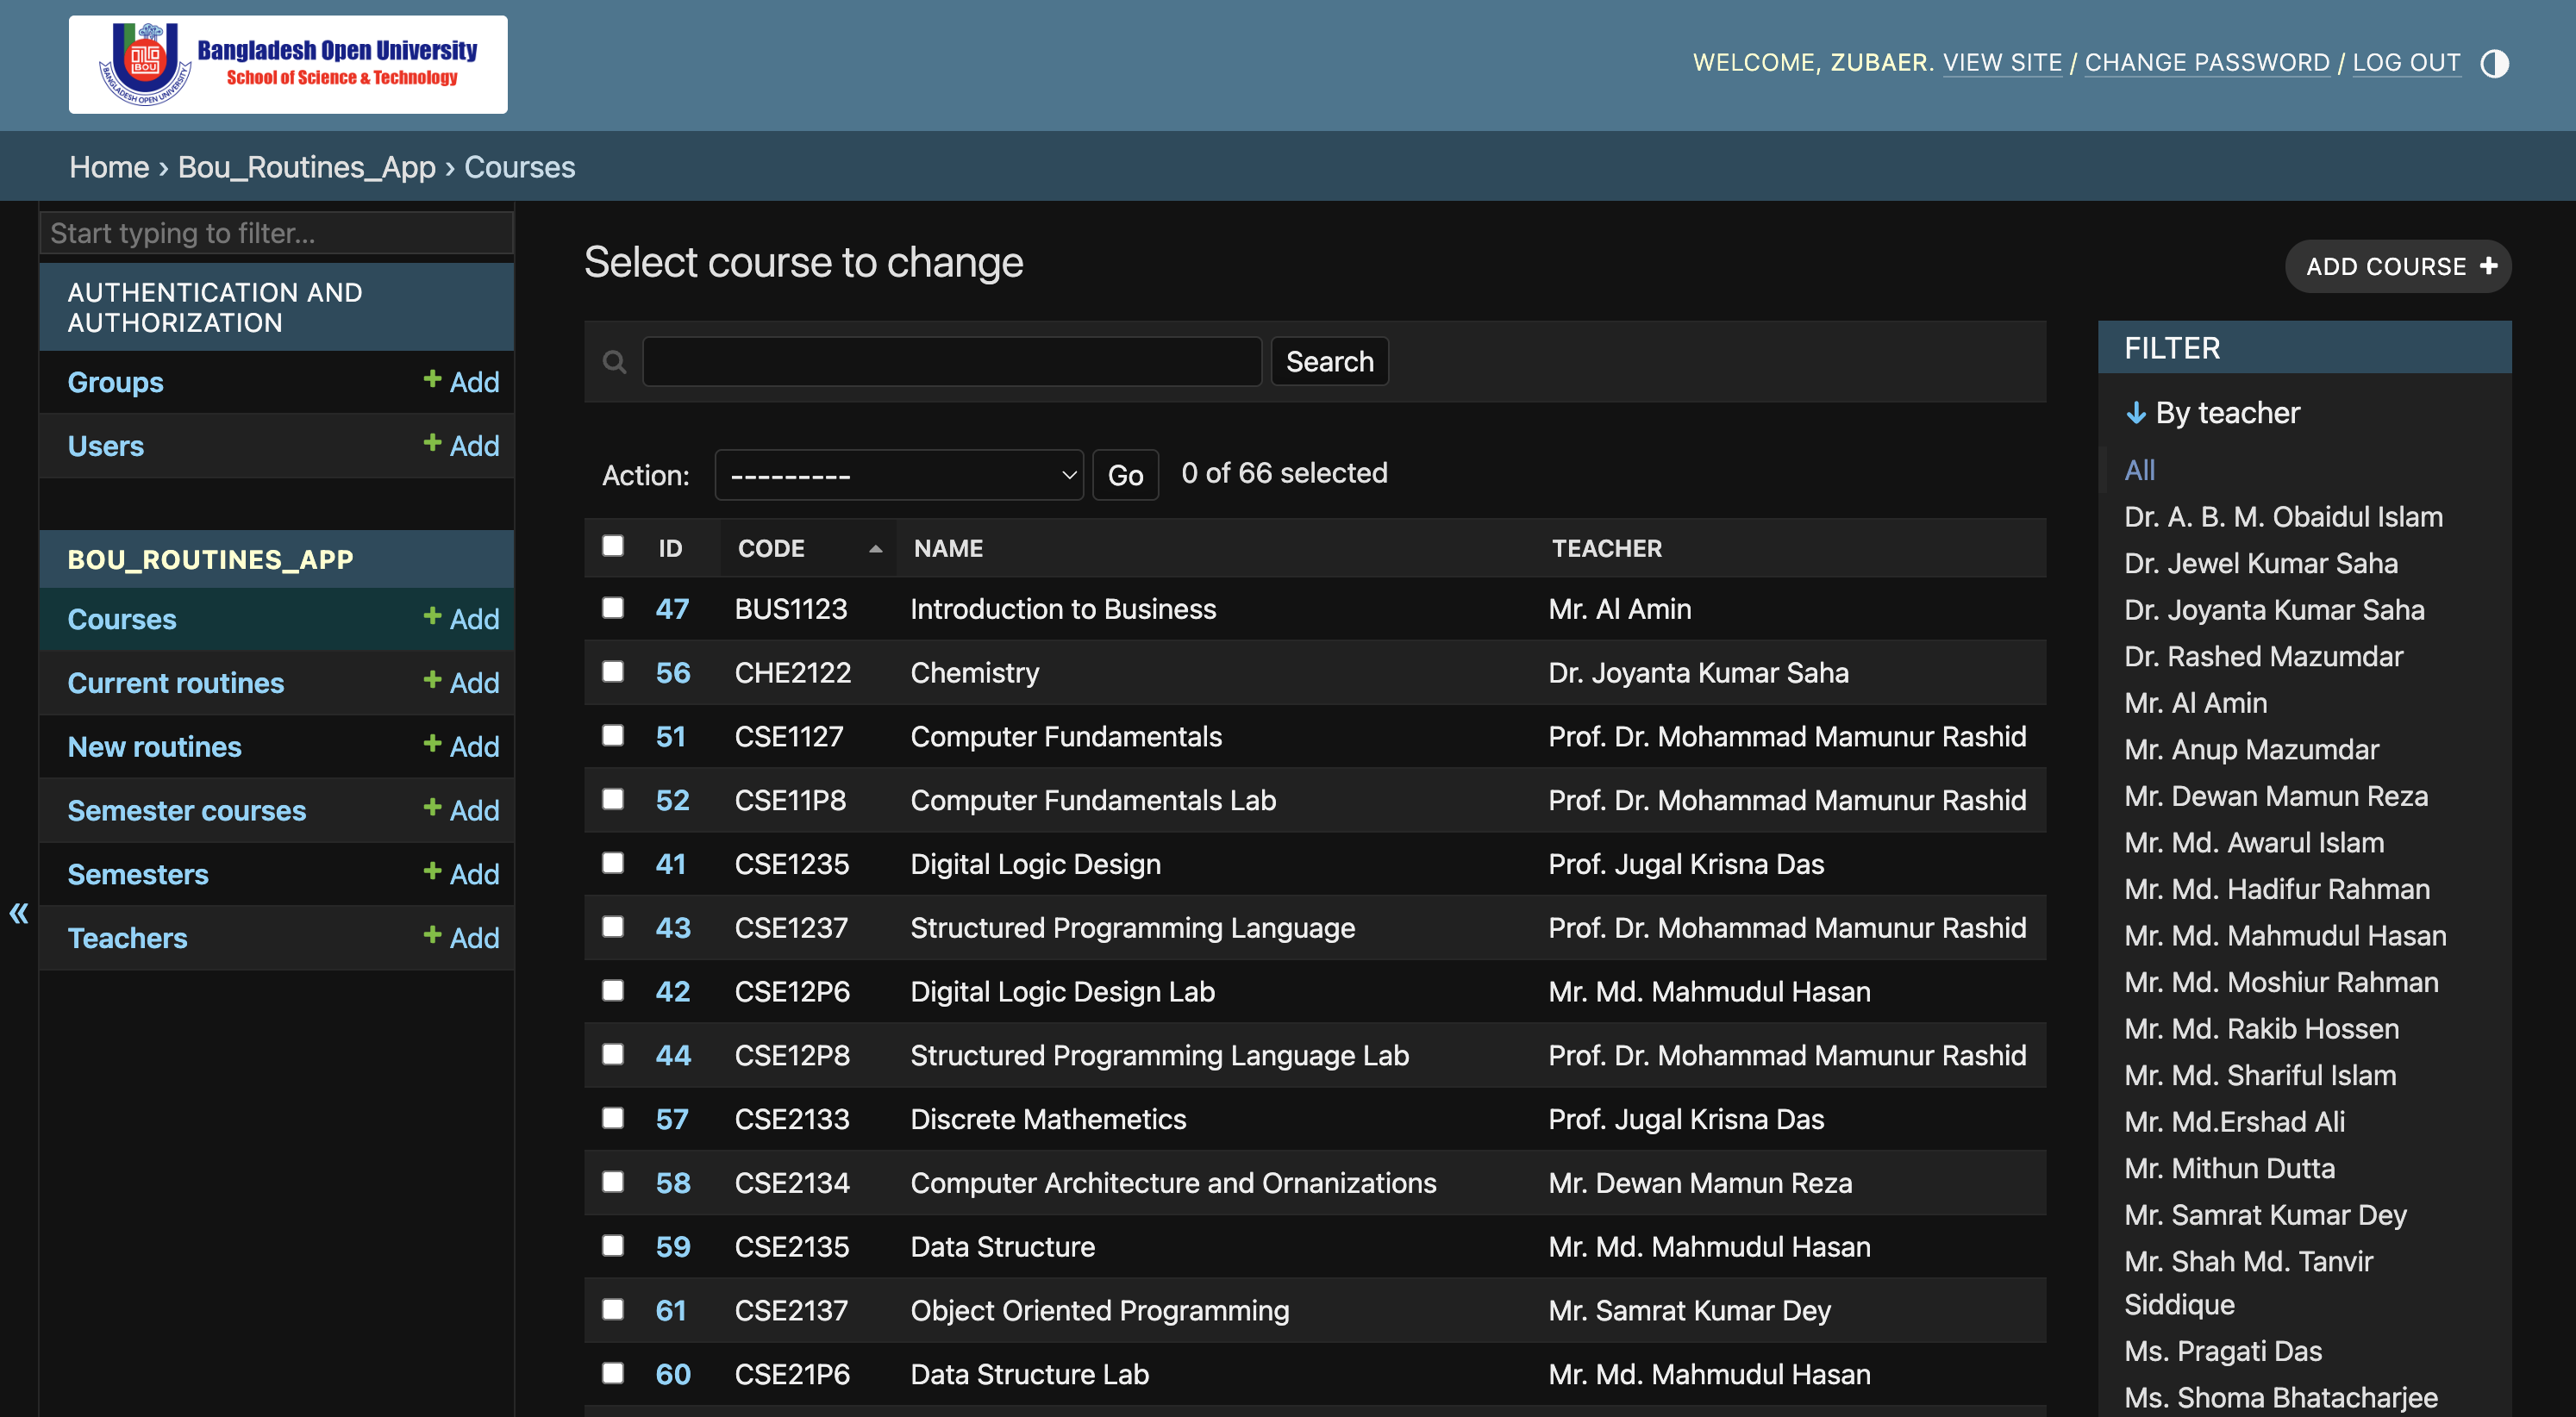 BOU
BANGLADESH OPEN UNIVERSITY
Bangladesh Open University
School of Science & Technology
WELCOME, ZUBAER. VIEW SITE / CHANGE PASSWORD / LOG OUT
Home › Bou_Routines_App › Courses
Start typing to filter...
AUTHENTICATION AND
AUTHORIZATION
Groups + Add
Users + Add
BOU_ROUTINES_APP
Courses + Add
Current routines + Add
New routines + Add
Semester courses + Add
Semesters + Add
Teachers + Add
«
Select course to change
ADD COURSE +
Search
Action: --------- Go 0 of 66 selected
ID CODE NAME TEACHER
47 BUS1123 Introduction to Business Mr. Al Amin
56 CHE2122 Chemistry Dr. Joyanta Kumar Saha
51 CSE1127 Computer Fundamentals Prof. Dr. Mohammad Mamunur Rashid
52 CSE11P8 Computer Fundamentals Lab Prof. Dr. Mohammad Mamunur Rashid
41 CSE1235 Digital Logic Design Prof. Jugal Krisna Das
43 CSE1237 Structured Programming Language Prof. Dr. Mohammad Mamunur Rashid
42 CSE12P6 Digital Logic Design Lab Mr. Md. Mahmudul Hasan
44 CSE12P8 Structured Programming Language Lab Prof. Dr. Mohammad Mamunur Rashid
57 CSE2133 Discrete Mathemetics Prof. Jugal Krisna Das
58 CSE2134 Computer Architecture and Ornanizations Mr. Dewan Mamun Reza
59 CSE2135 Data Structure Mr. Md. Mahmudul Hasan
61 CSE2137 Object Oriented Programming Mr. Samrat Kumar Dey
60 CSE21P6 Data Structure Lab Mr. Md. Mahmudul Hasan
FILTER
↓ By teacher
All
Dr. A. B. M. Obaidul Islam
Dr. Jewel Kumar Saha
Dr. Joyanta Kumar Saha
Dr. Rashed Mazumdar
Mr. Al Amin
Mr. Anup Mazumdar
Mr. Dewan Mamun Reza
Mr. Md. Awarul Islam
Mr. Md. Hadifur Rahman
Mr. Md. Mahmudul Hasan
Mr. Md. Moshiur Rahman
Mr. Md. Rakib Hossen
Mr. Md. Shariful Islam
Mr. Md.Ershad Ali
Mr. Mithun Dutta
Mr. Samrat Kumar Dey
Mr. Shah Md. Tanvir
Siddique
Ms. Pragati Das
Ms. Shoma Bhatacharjee